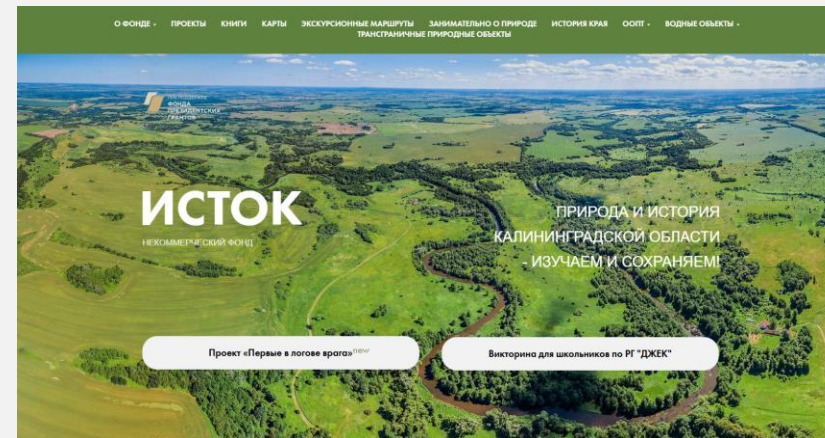 О ФОНДЕ
ПРОЕКТЫ
КНИГИ
КАРТЫ
ЭКСКУРСИОННЫЕ МАРШРУТЫ
ЗАНИМАТЕЛЬНО О ПРИРОДЕ
ИСТОРИЯ КРАЯ
ООПТ
ВОДНЫЕ ОБЪЕКТЫ
ТРАНСГРАНИЧНЫЕ ПРИРОДНЫЕ ОБЪЕКТЫ
ФОНДА
ПРЕЗИДЕНТСКИХ
ГРАНТОВ
ИСТОК
НЕКОММЕРЧЕСКИЙ ФОНД
ПРИРОДА И ИСТОРИЯ
КАЛИНИНГРАДСКОЙ ОБЛАСТИ
- ИЗУЧАЕМ И СОХРАНЯЕМ!
Проект «Первые в логове врага» new
Викторина для школьников по РГ "ДЖЕК"